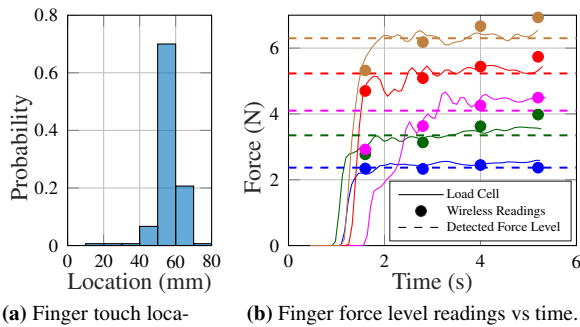 0.8
0.6
0.4
0.2
0
0 20 40 60 80
Probability
Location (mm)
(a) Finger touch loca-
6
4
2
0
0 2 4 6
Force (N)
Time (s)
Load Cell
Wireless Readings
Detected Force Level
(b) Finger force level readings vs time.